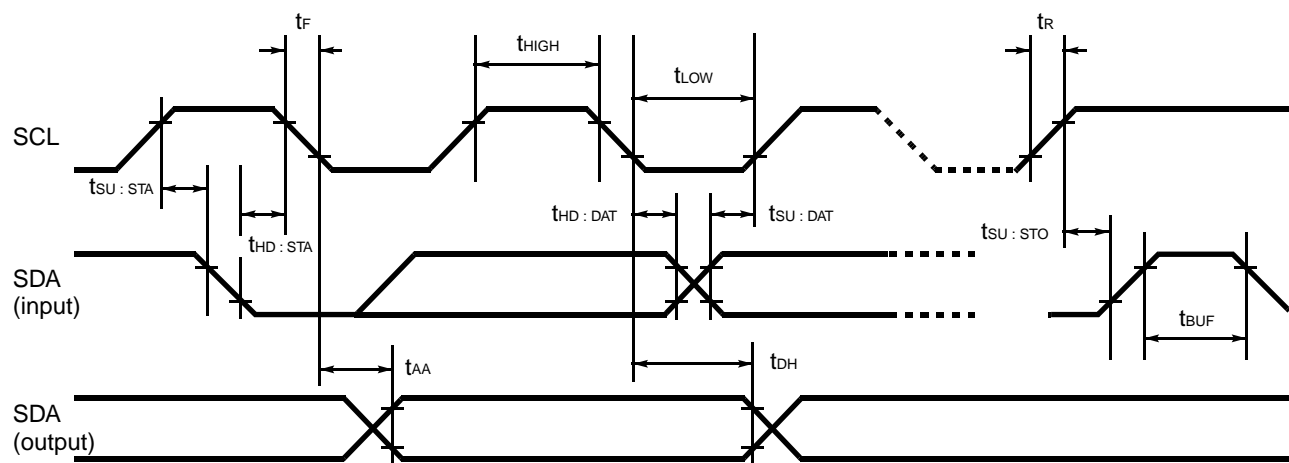 tF
tHIGH
tLOW
tR
SCL
tSU : STA
tHD : STA
tHD : DAT
tSU : DAT
tSU : STO
SDA
(input)
tBUF
tAA
tDH
SDA
(output)